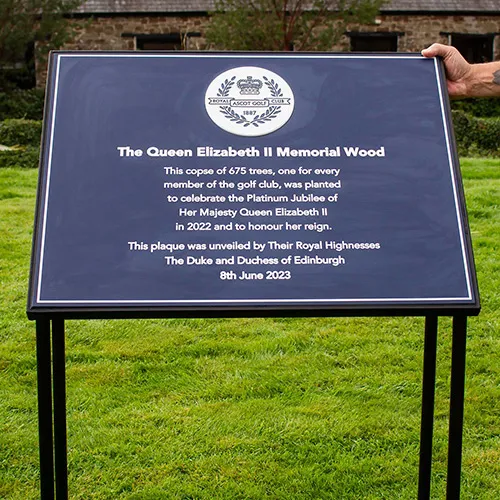 ROYAL ASCOT GOLF CLUB
1887
The Queen Elizabeth II Memorial Wood
This copse of 675 trees, one for every
member of the golf club, was planted
to celebrate the Platinum Jubilee of
Her Majesty Queen Elizabeth II
in 2022 and to honour her reign.
This plaque was unveiled by Their Royal Highnesses
The Duke and Duchess of Edinburgh
8th June 2023